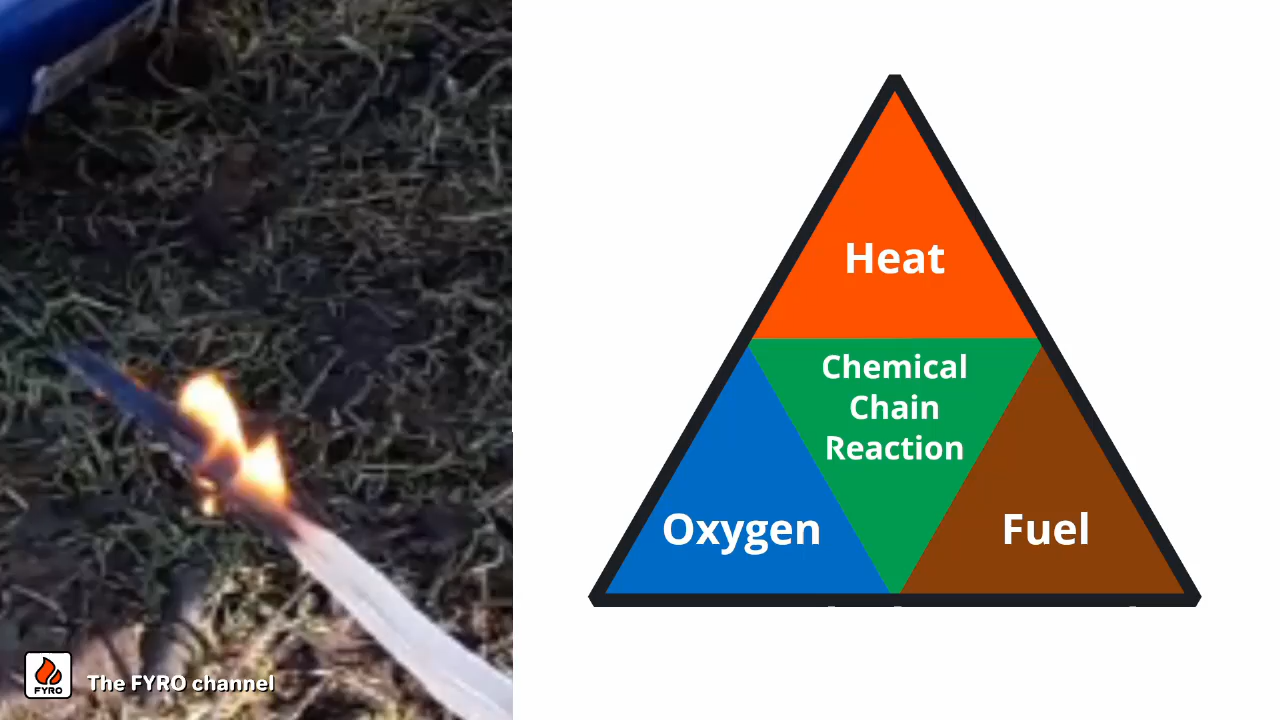 Heat
Chemical
Chain
Reaction
Oxygen
Fuel
FYRO
The FYRO channel